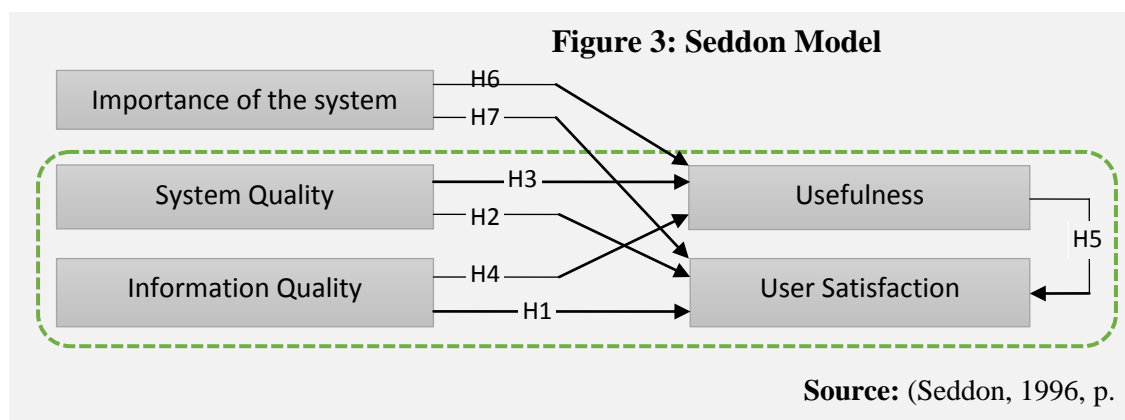 Figure 3: Seddon Model
Importance of the system
H6
H7
System Quality
H3
H2
Usefulness
H5
Information Quality
H4
H1
User Satisfaction
Source: (Seddon, 1996, p.